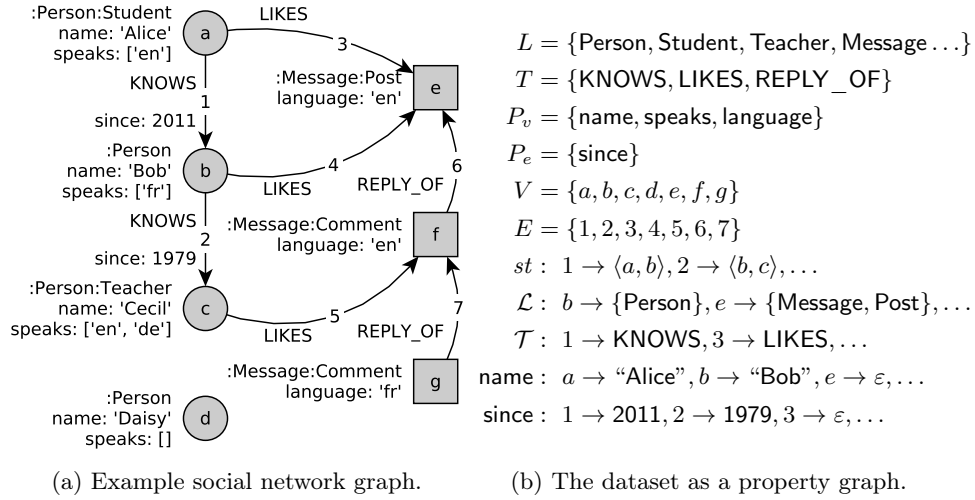 :Person:Student
name: 'Alice'
speaks: ['en']
a
LIKES
3
KNOWS
1
since: 2011
:Message:Post
language: 'en'
e
:Person
name: 'Bob'
speaks: ['fr']
b
4
LIKES
6
REPLY_OF
KNOWS
2
since: 1979
:Message:Comment
language: 'en'
f
:Person:Teacher
name: 'Cecil'
speaks: ['en', 'de']
c
5
LIKES
7
REPLY_OF
:Message:Comment
language: 'fr'
g
:Person
name: 'Daisy'
speaks: []
d
(a) Example social network graph.
L = {Person, Student, Teacher, Message …}
T = {KNOWS, LIKES, REPLY_OF}
P_v = {name, speaks, language}
P_e = {since}
V = {a, b, c, d, e, f, g}
E = {1, 2, 3, 4, 5, 6, 7}
st : 1 → ⟨a, b⟩, 2 → ⟨b, c⟩, …
ℒ : b → {Person}, e → {Message, Post}, …
𝒯 : 1 → KNOWS, 3 → LIKES, …
name : a → “Alice”, b → “Bob”, e → ε, …
since : 1 → 2011, 2 → 1979, 3 → ε, …
(b) The dataset as a property graph.